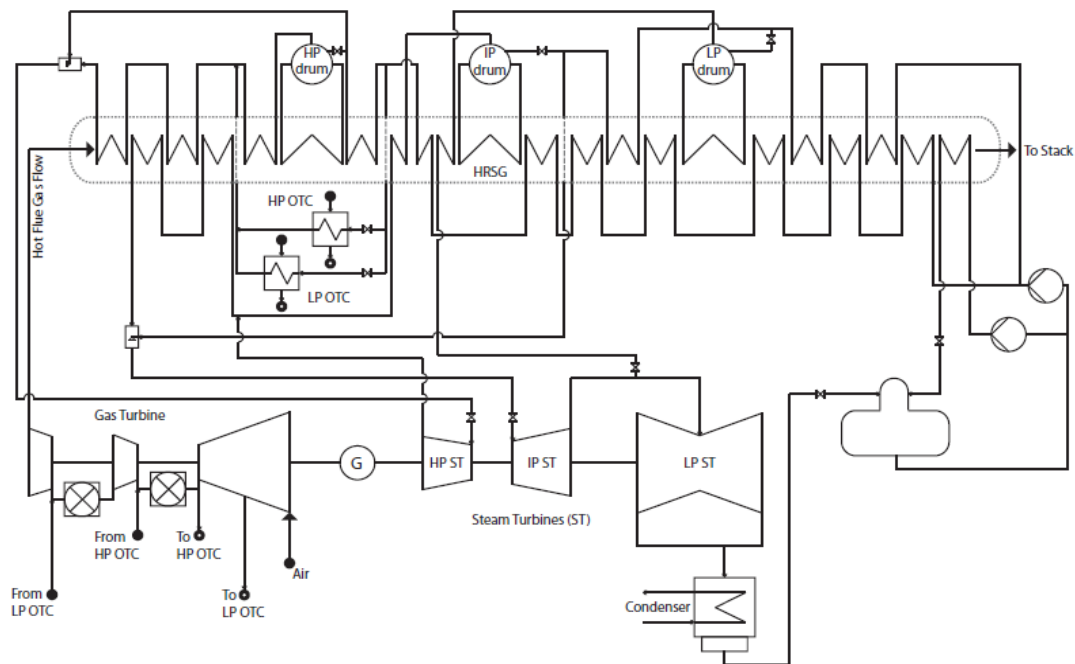 HP
drum
IP
drum
LP
drum
HRSG
To Stack
Hot Flue Gas Flow
HP OTC
LP OTC
Gas Turbine
G
HP ST
IP ST
LP ST
Steam Turbines (ST)
From
HP OTC
To
HP OTC
Air
From
LP OTC
To
LP OTC
Condenser